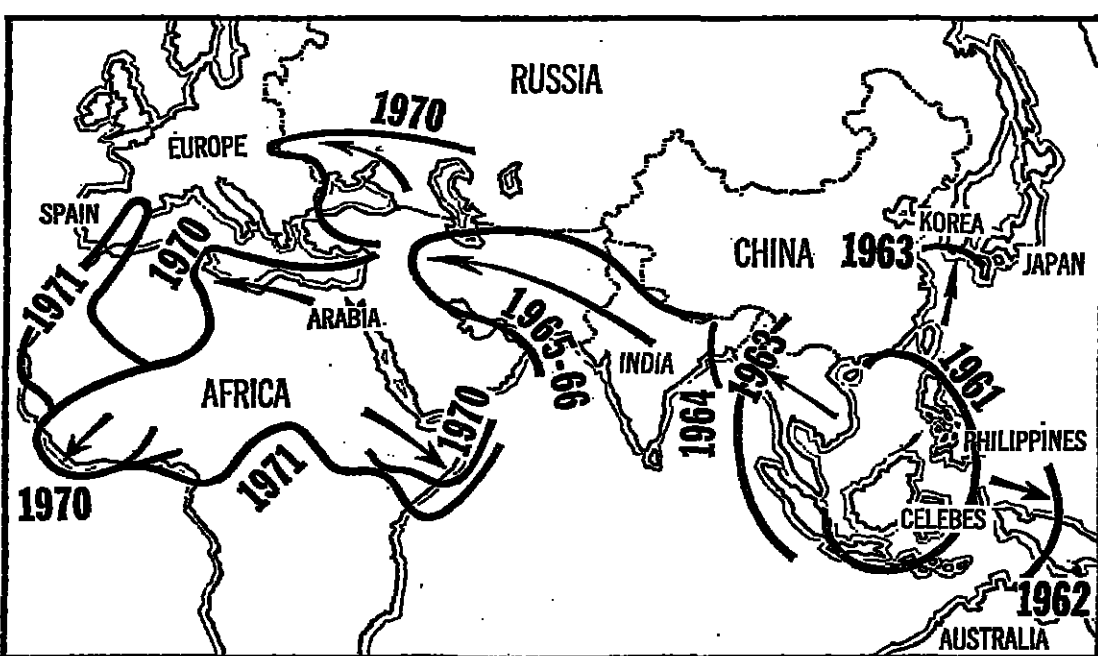 RUSSIA
1970
EUROPE
SPAIN
KOREA
1970
CHINA
1963
JAPAN
1971
ARABIA
1965-66
INDIA
1963
1961
AFRICA
1970
1964
PHILIPPINES
1971
1970
CELEBES
1962
AUSTRALIA